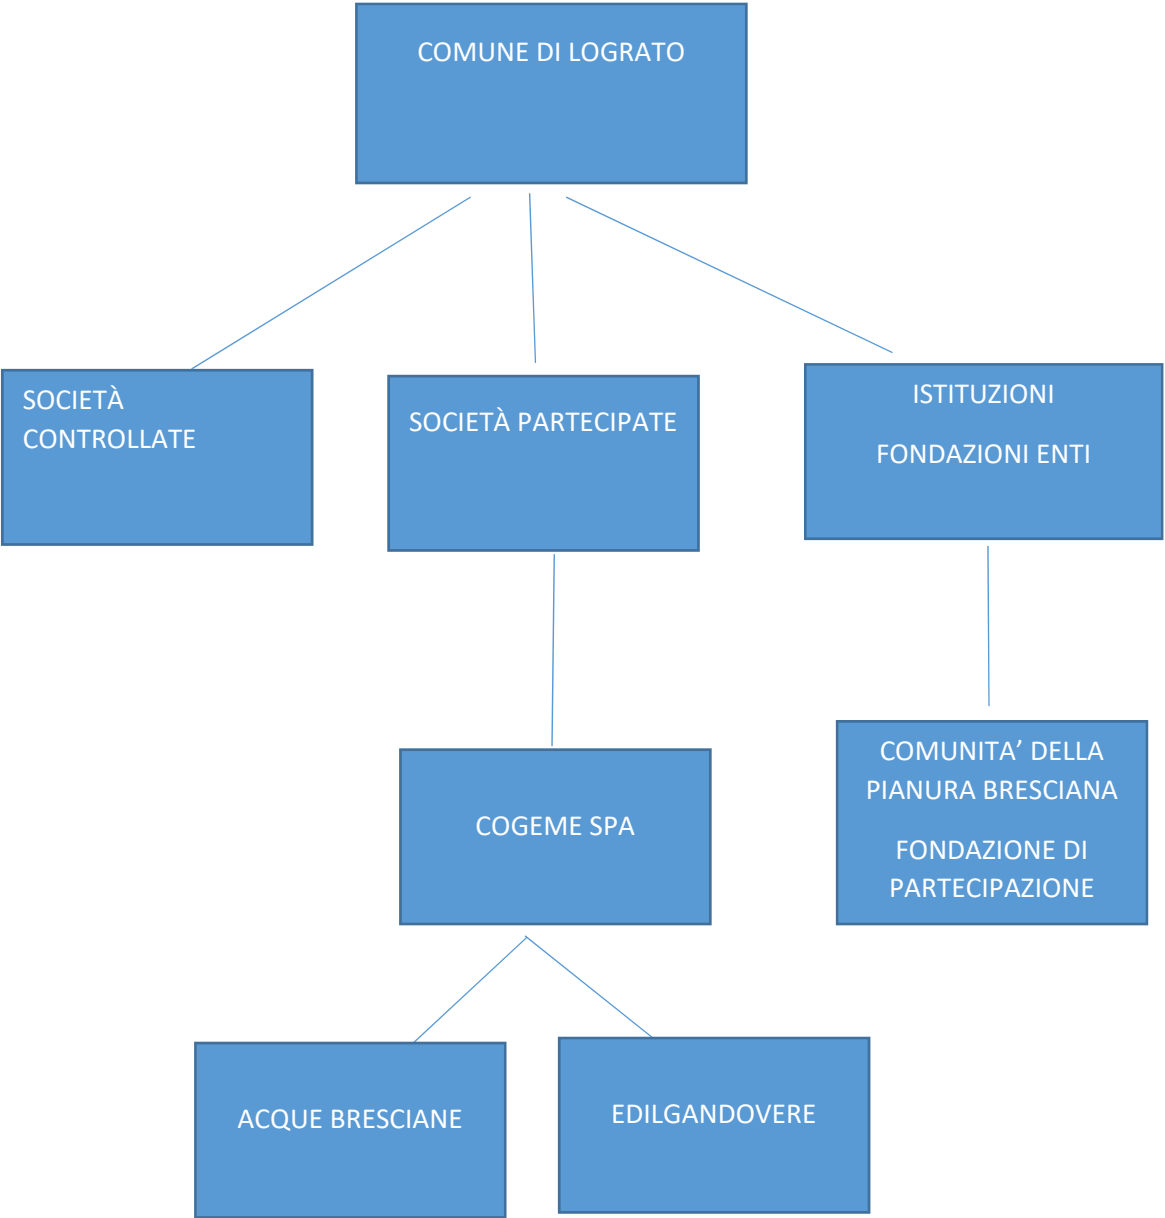 COMUNE DI LOGRATO
SOCIETÀ
CONTROLLATE
SOCIETÀ PARTECIPATE
ISTITUZIONI
FONDAZIONI ENTI
COGEME SPA
COMUNITA’ DELLA
PIANURA BRESCIANA
FONDAZIONE DI
PARTECIPAZIONE
ACQUE BRESCIANE
EDILGANDOVERE